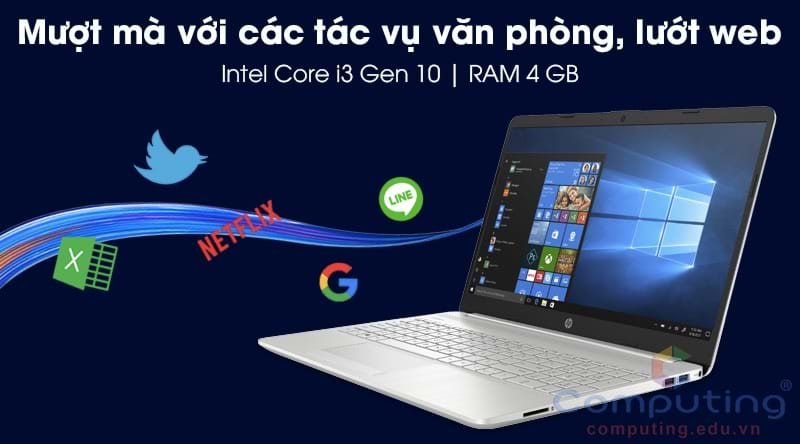 Mượt mà với các tác vụ văn phòng, lướt web
Intel Core i3 Gen 10 | RAM 4 GB
LINE
NETFLIX
X
G
hp
Computing®
computing.edu.vn